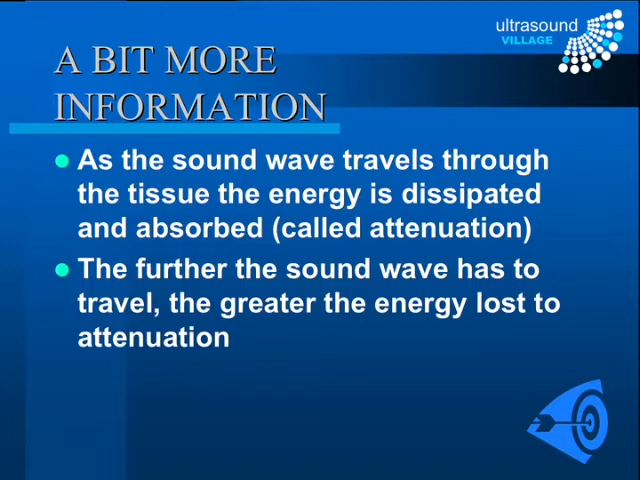 ultrasound
VILLAGE
A BIT MORE
INFORMATION
As the sound wave travels through
the tissue the energy is dissipated
and absorbed (called attenuation)
The further the sound wave has to
travel, the greater the energy lost to
attenuation